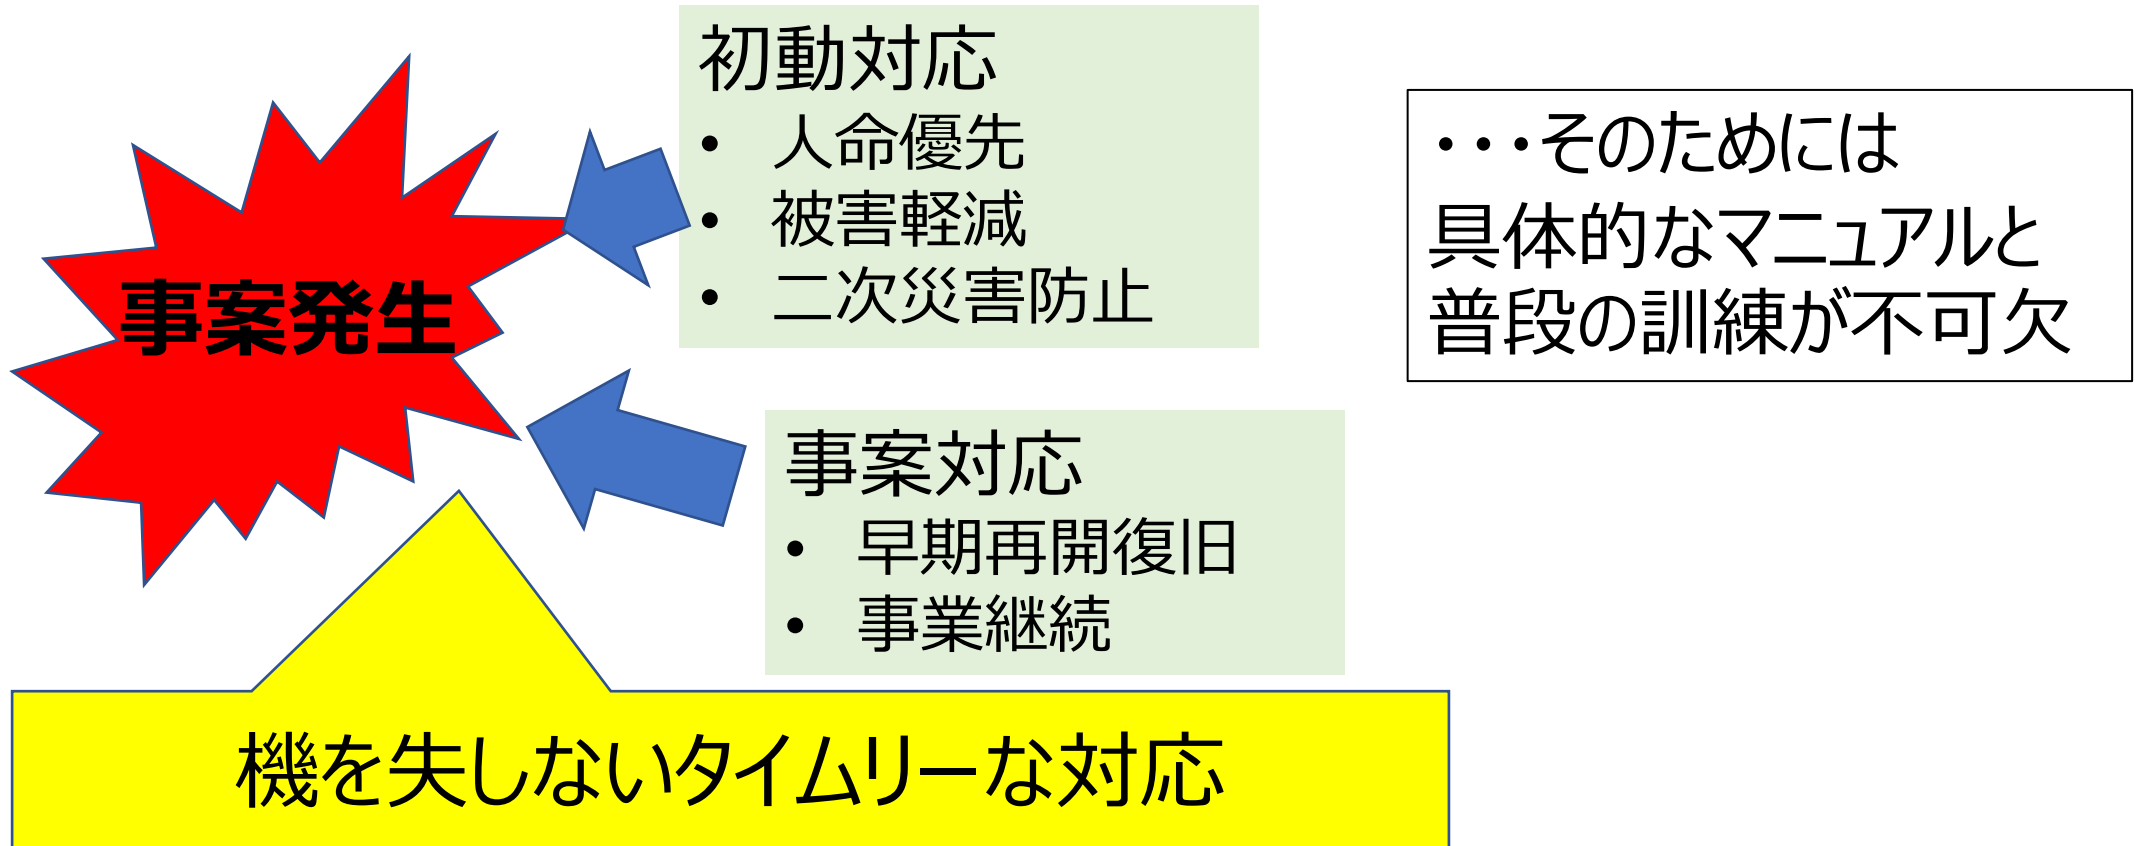 初動対応
• 人命優先
• 被害軽減
• 二次災害防止
・・・そのためには
具体的なマニュアルと
普段の訓練が不可欠
事案発生
事案対応
• 早期再開復旧
• 事業継続
機を失しないタイムリーな対応